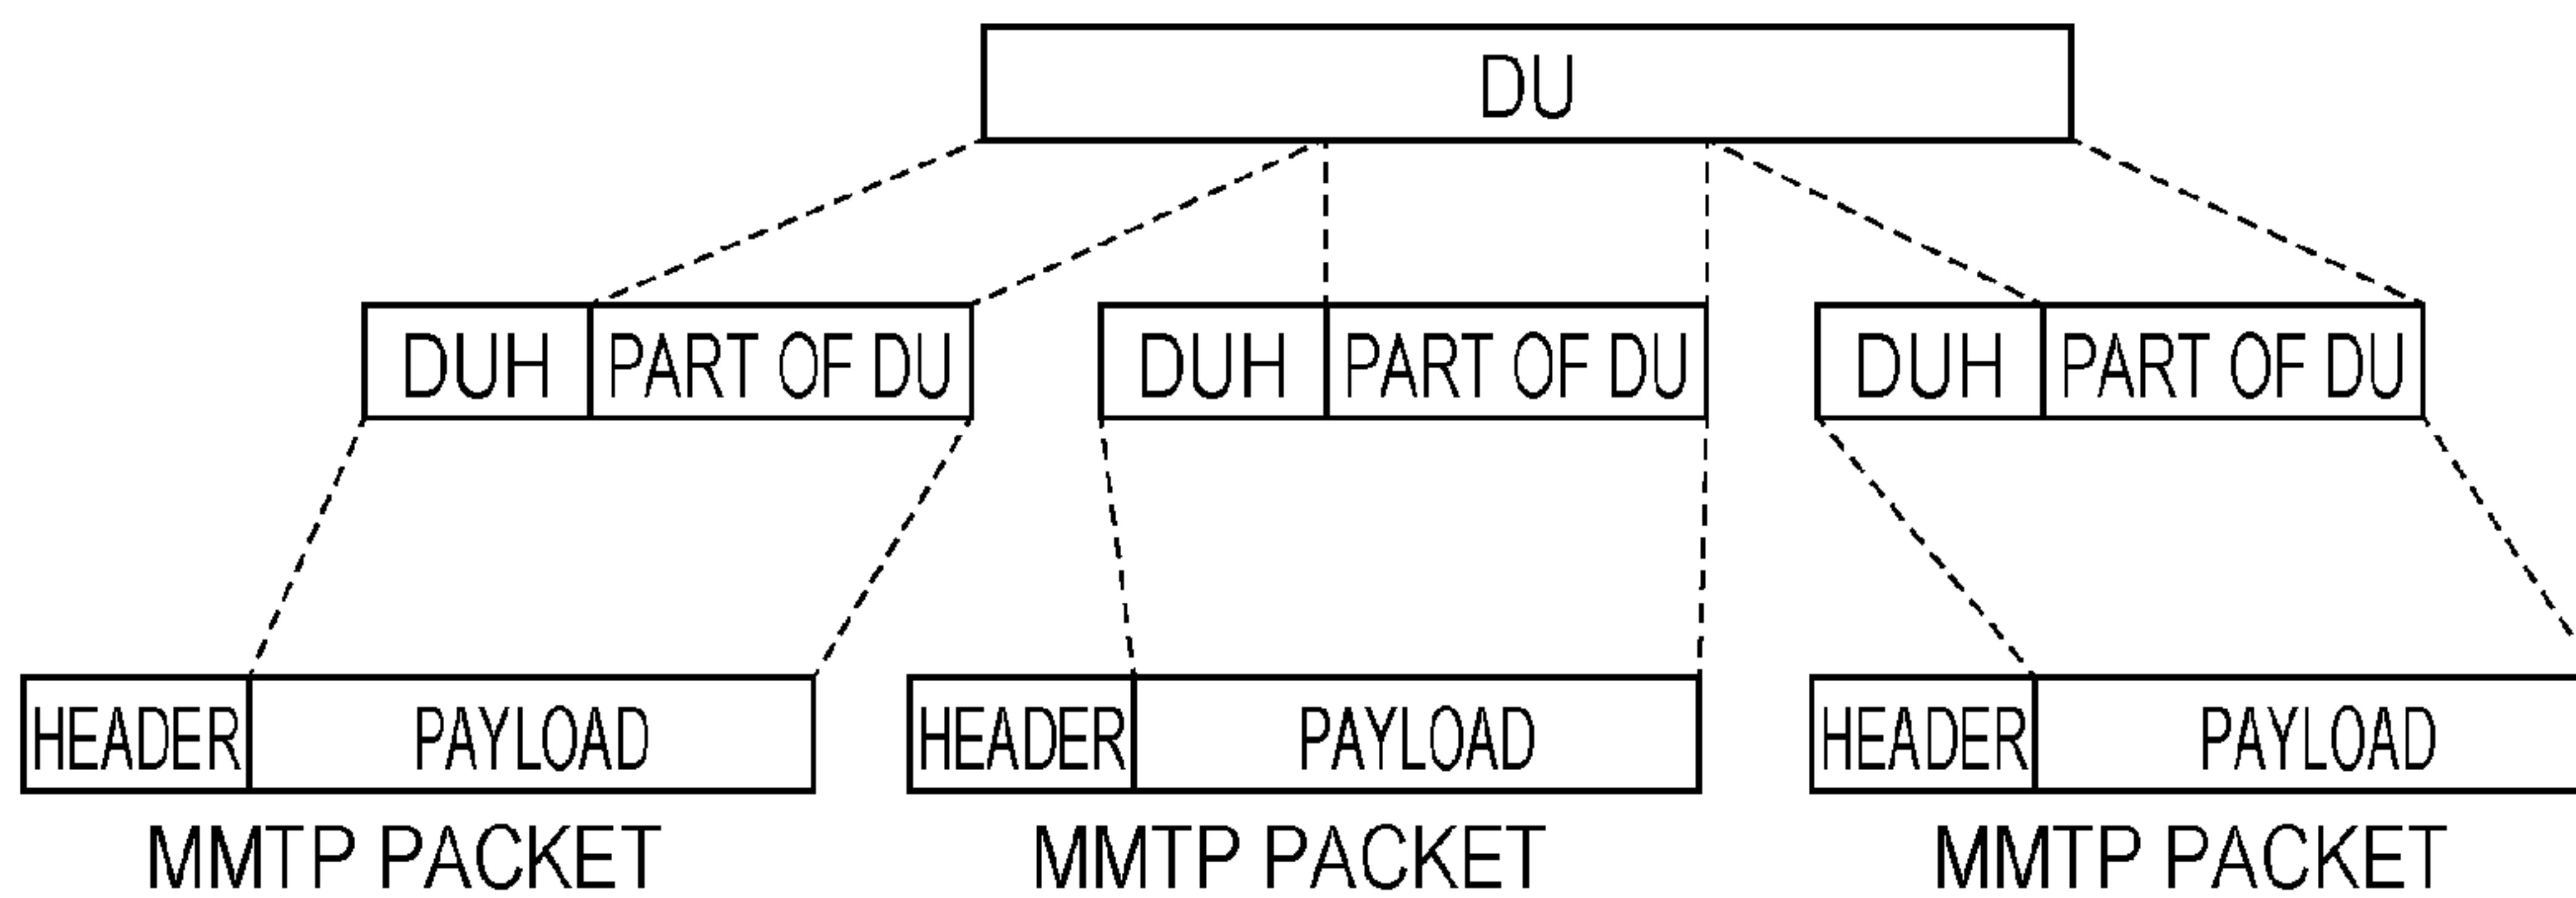 DU
DUH PART OF DU DUH PART OF DU DUH PART OF DU
HEADER PAYLOAD HEADER PAYLOAD HEADER PAYLOAD
MMTP PACKET MMTP PACKET MMTP PACKET